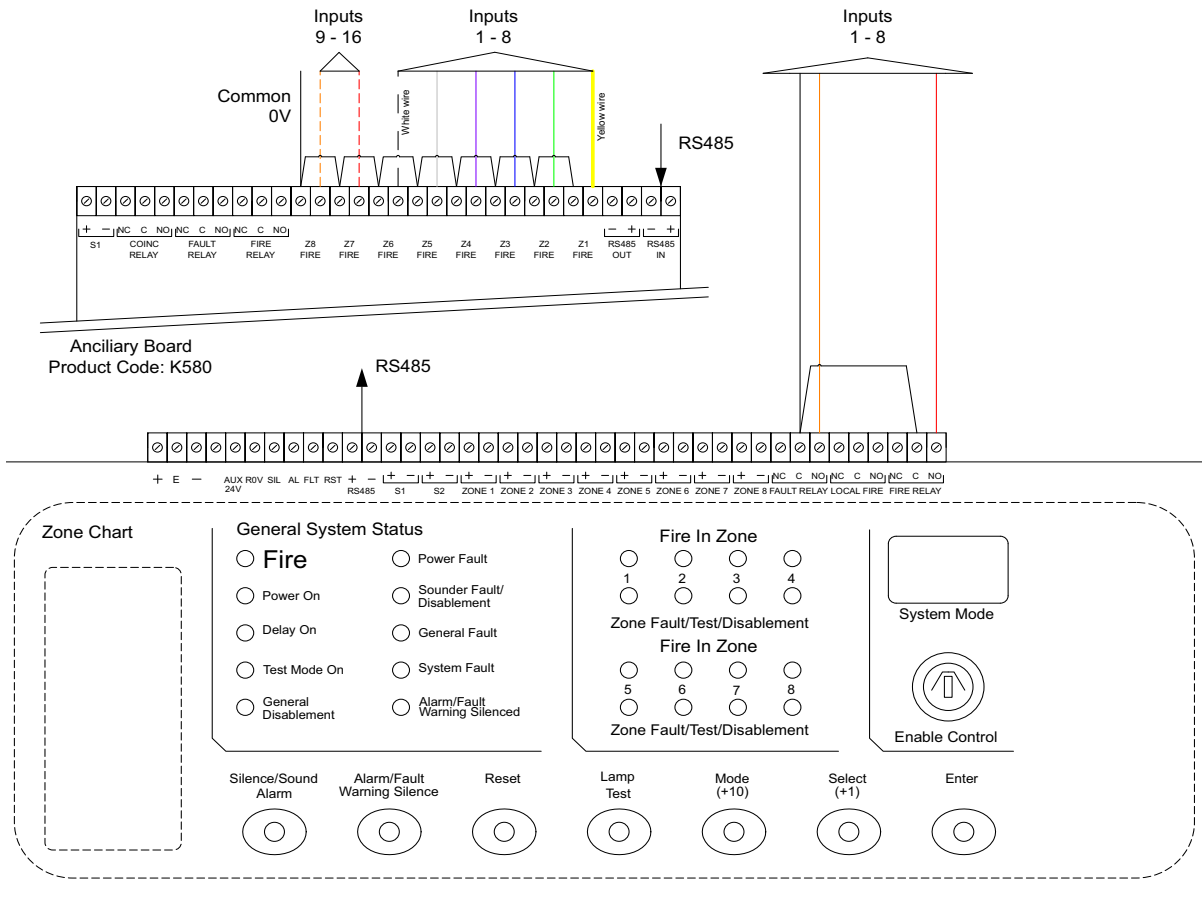 Inputs
9 - 16
Inputs
1 - 8
Inputs
1 - 8
Common
0V
White wire
Yellow wire
RS485
+ − NC C NO NC C NO NC C NO − + − +
S1 COINC RELAY FAULT RELAY FIRE RELAY Z8 FIRE Z7 FIRE Z6 FIRE Z5 FIRE Z4 FIRE Z3 FIRE Z2 FIRE Z1 FIRE RS485 OUT RS485 IN
Anciliary Board
Product Code: K580
RS485
+ E − AUX 24V R0V SIL AL FLT RST + − + − + − + − + − + − + − + − + − + − + − NC C NO NC C NO NC C NO
RS485 S1 S2 ZONE 1 ZONE 2 ZONE 3 ZONE 4 ZONE 5 ZONE 6 ZONE 7 ZONE 8 FAULT RELAY LOCAL FIRE FIRE RELAY
Zone Chart
General System Status
Fire
Power On
Delay On
Test Mode On
General
Disablement
Power Fault
Sounder Fault/
Disablement
General Fault
System Fault
Alarm/Fault
Warning Silenced
Fire In Zone
1 2 3 4
Zone Fault/Test/Disablement
Fire In Zone
5 6 7 8
Zone Fault/Test/Disablement
System Mode
Enable Control
Silence/Sound
Alarm
Alarm/Fault
Warning Silence
Reset
Lamp
Test
Mode
(+10)
Select
(+1)
Enter